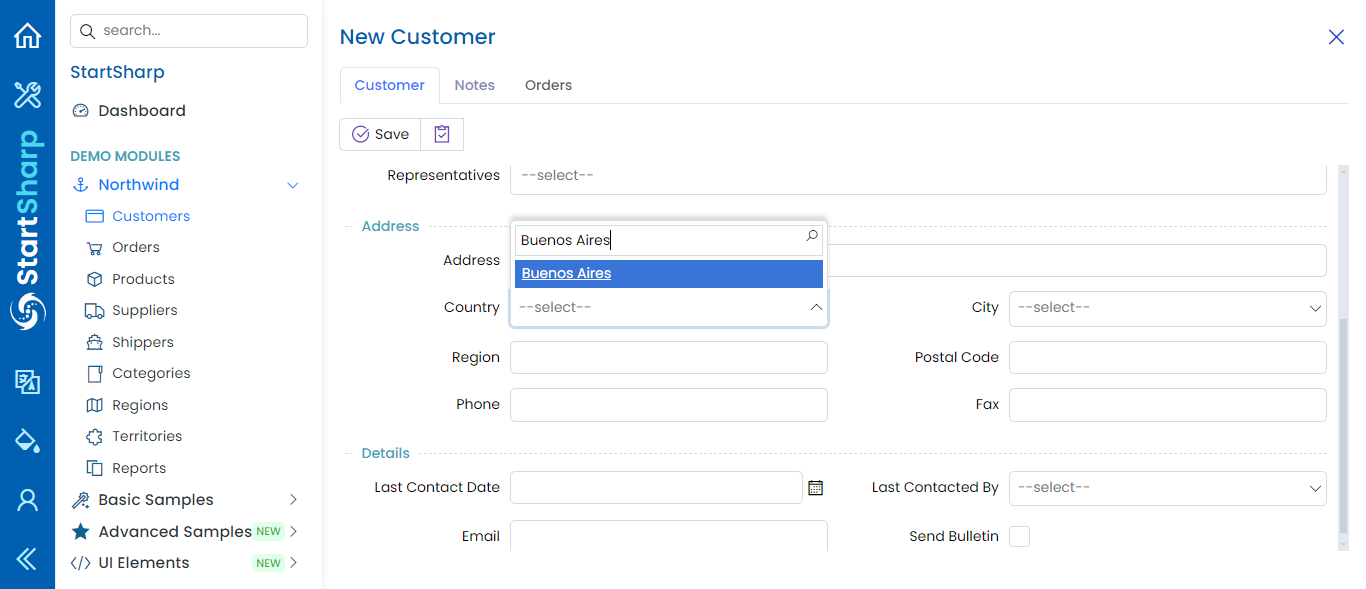 search...
StartSharp
StartSharp
Dashboard
DEMO MODULES
Northwind
Customers
Orders
Products
Suppliers
Shippers
Categories
Regions
Territories
Reports
Basic Samples
Advanced Samples NEW
UI Elements NEW
New Customer
Customer Notes Orders
Save
Representatives --select--
Address
Buenos Aires
Address
Buenos Aires
Country --select-- City --select--
Region Postal Code
Phone Fax
Details
Last Contact Date Last Contacted By --select--
Email Send Bulletin